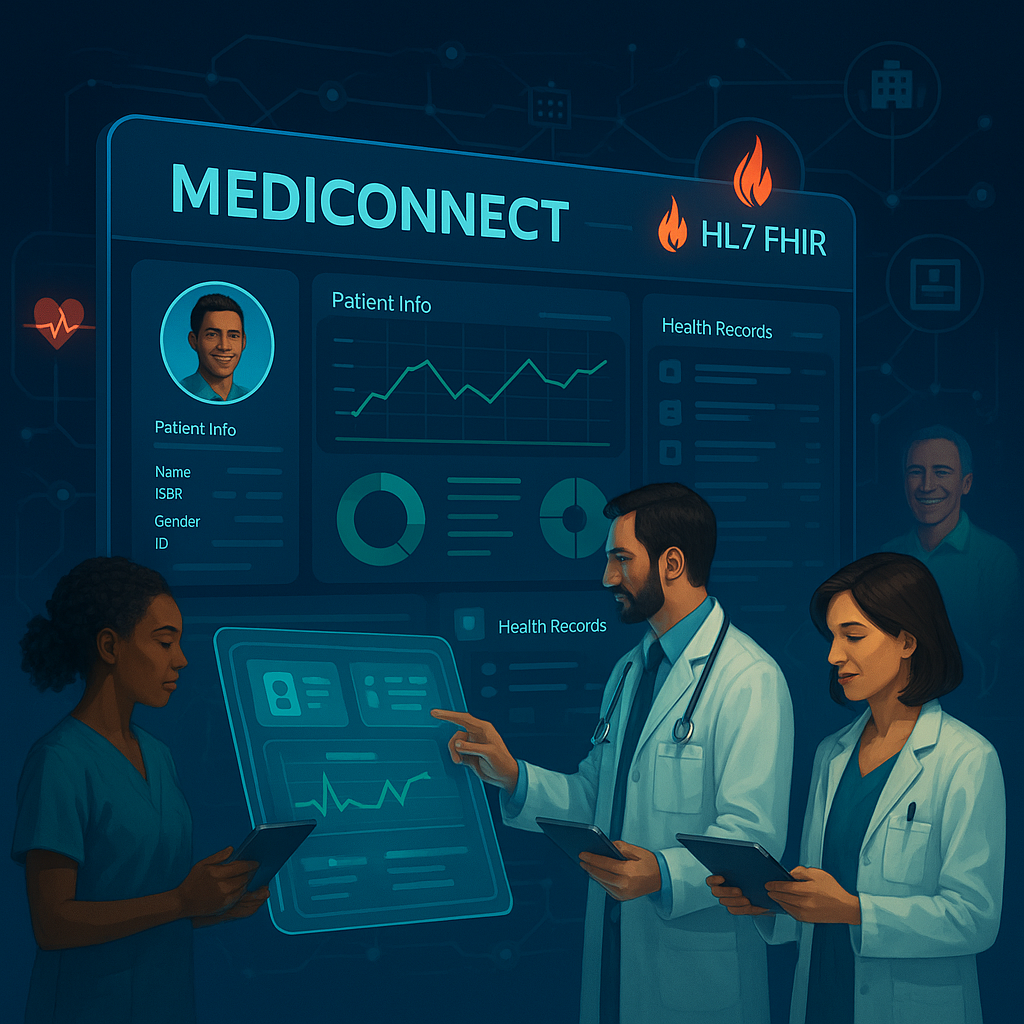 MEDICONNECT
HL7 FHIR
Patient Info
Name
ISBR
Gender
ID
Patient Info
Health Records
Health Records